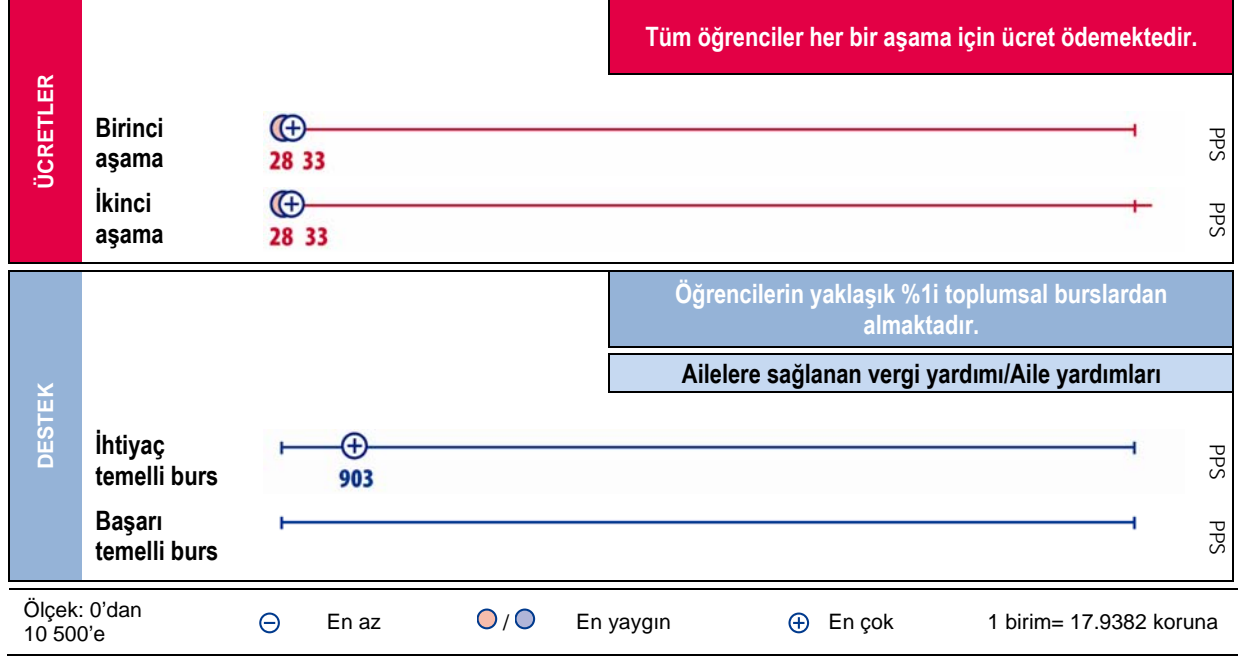 Tüm öğrenciler her bir aşama için ücret ödemektedir.
ÜCRETLER
Birinci
aşama
28 33
PPS
İkinci
aşama
28 33
PPS
Öğrencilerin yaklaşık %1i toplumsal burslardan
almaktadır.
Ailelere sağlanan vergi yardımı/Aile yardımları
DESTEK
İhtiyaç
temelli burs
903
PPS
Başarı
temelli burs
PPS
Ölçek: 0’dan
10 500’e
En az
/
En yaygın
En çok
1 birim= 17.9382 koruna